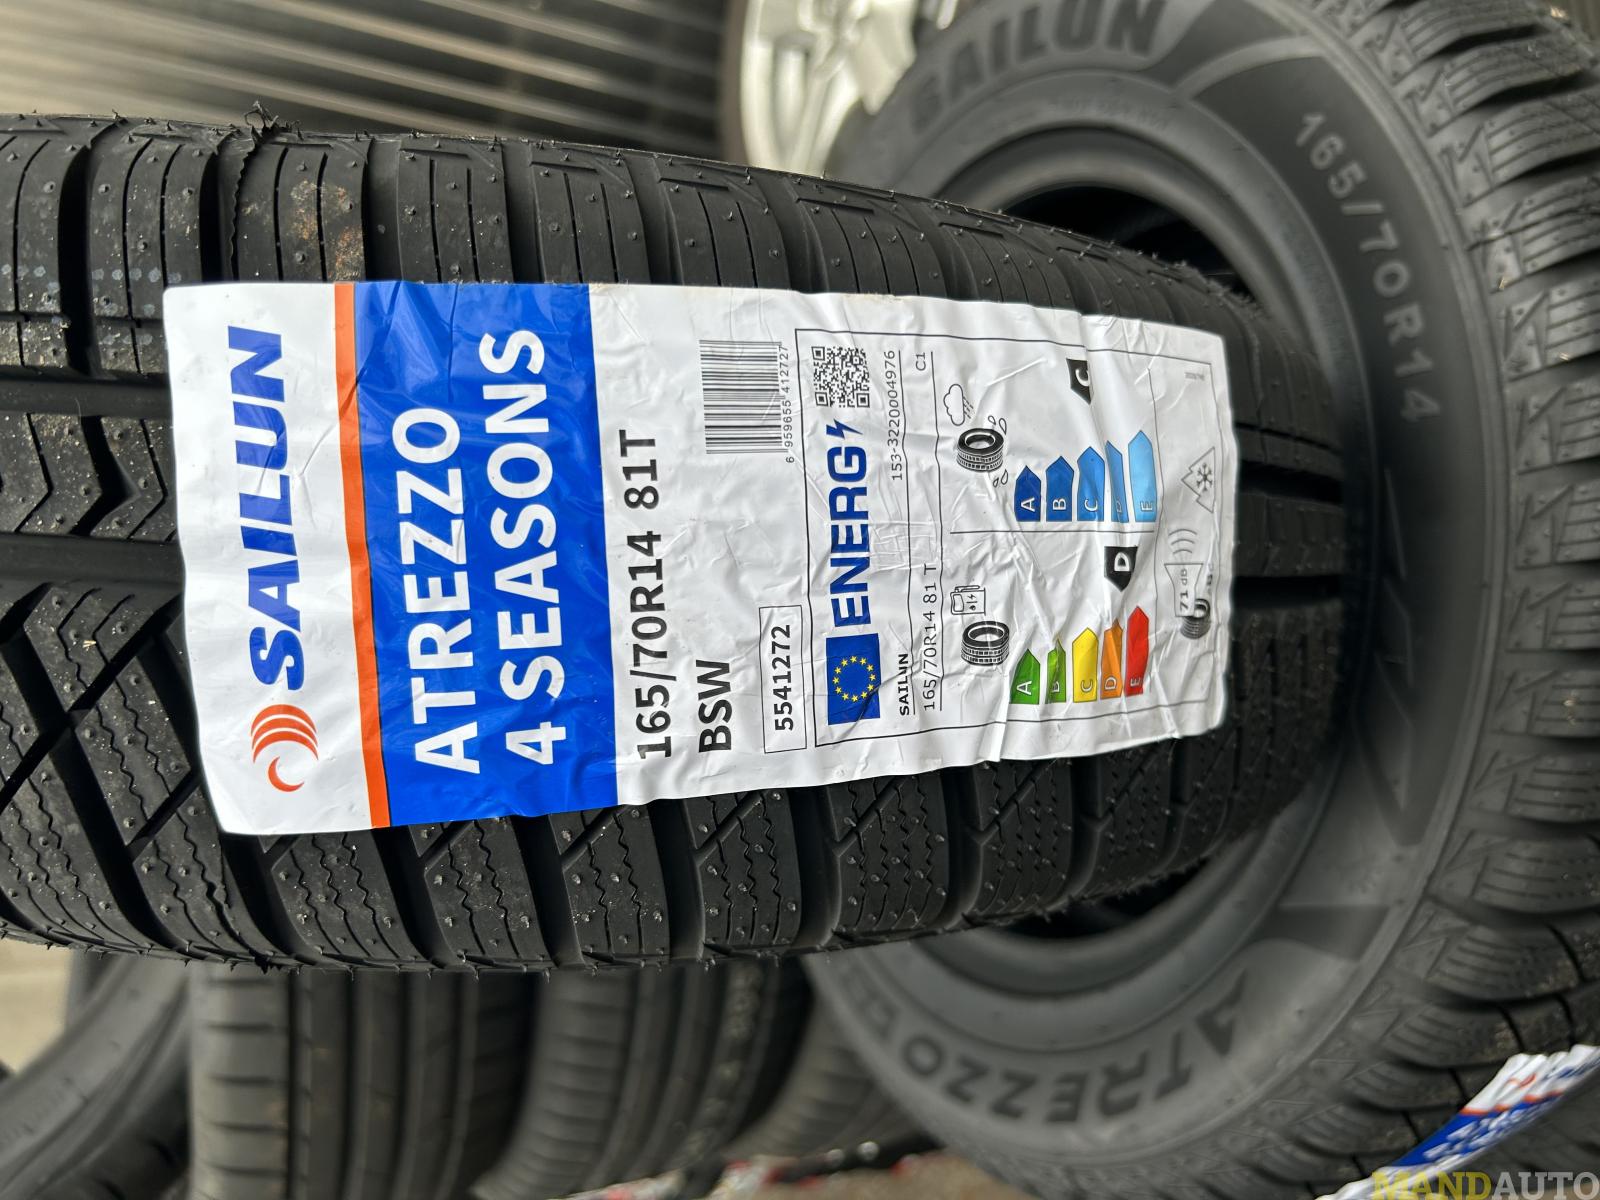 SAILUN
ATREZZO
4 SEASONS
165/70R14 81T
BSW
5541272
6 959655 412727
ENERG
SAILUN
153-3220004976
165/70R14 81 T
C1
A
B
C
D
E
D
A
B
C
E
C
71 dB
SAILUN
165/70R14
ATREZZO
MANDAUTO